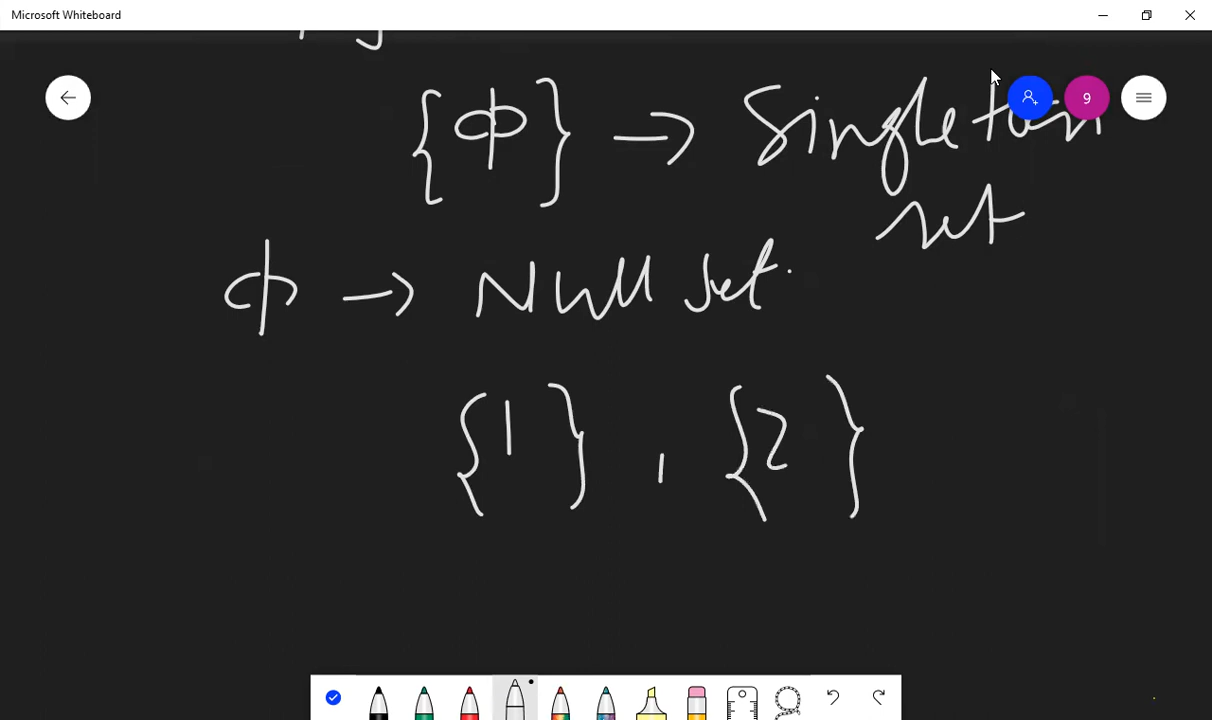 Microsoft Whiteboard
9
{Φ} → Singleton
set
Φ → Null set.
{1} , {2}